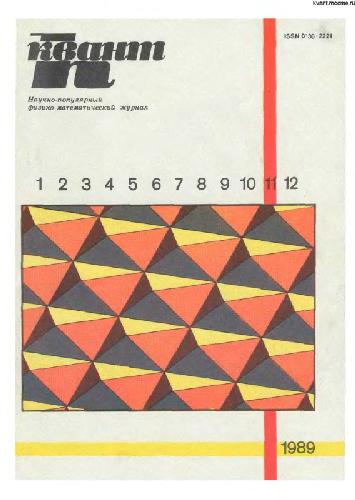 kvant.mccme.ru
квант
ISSN 0130-2221
Научно-популярный
физико-математический журнал
1 2 3 4 5 6 7 8 9 10 11 12
1989